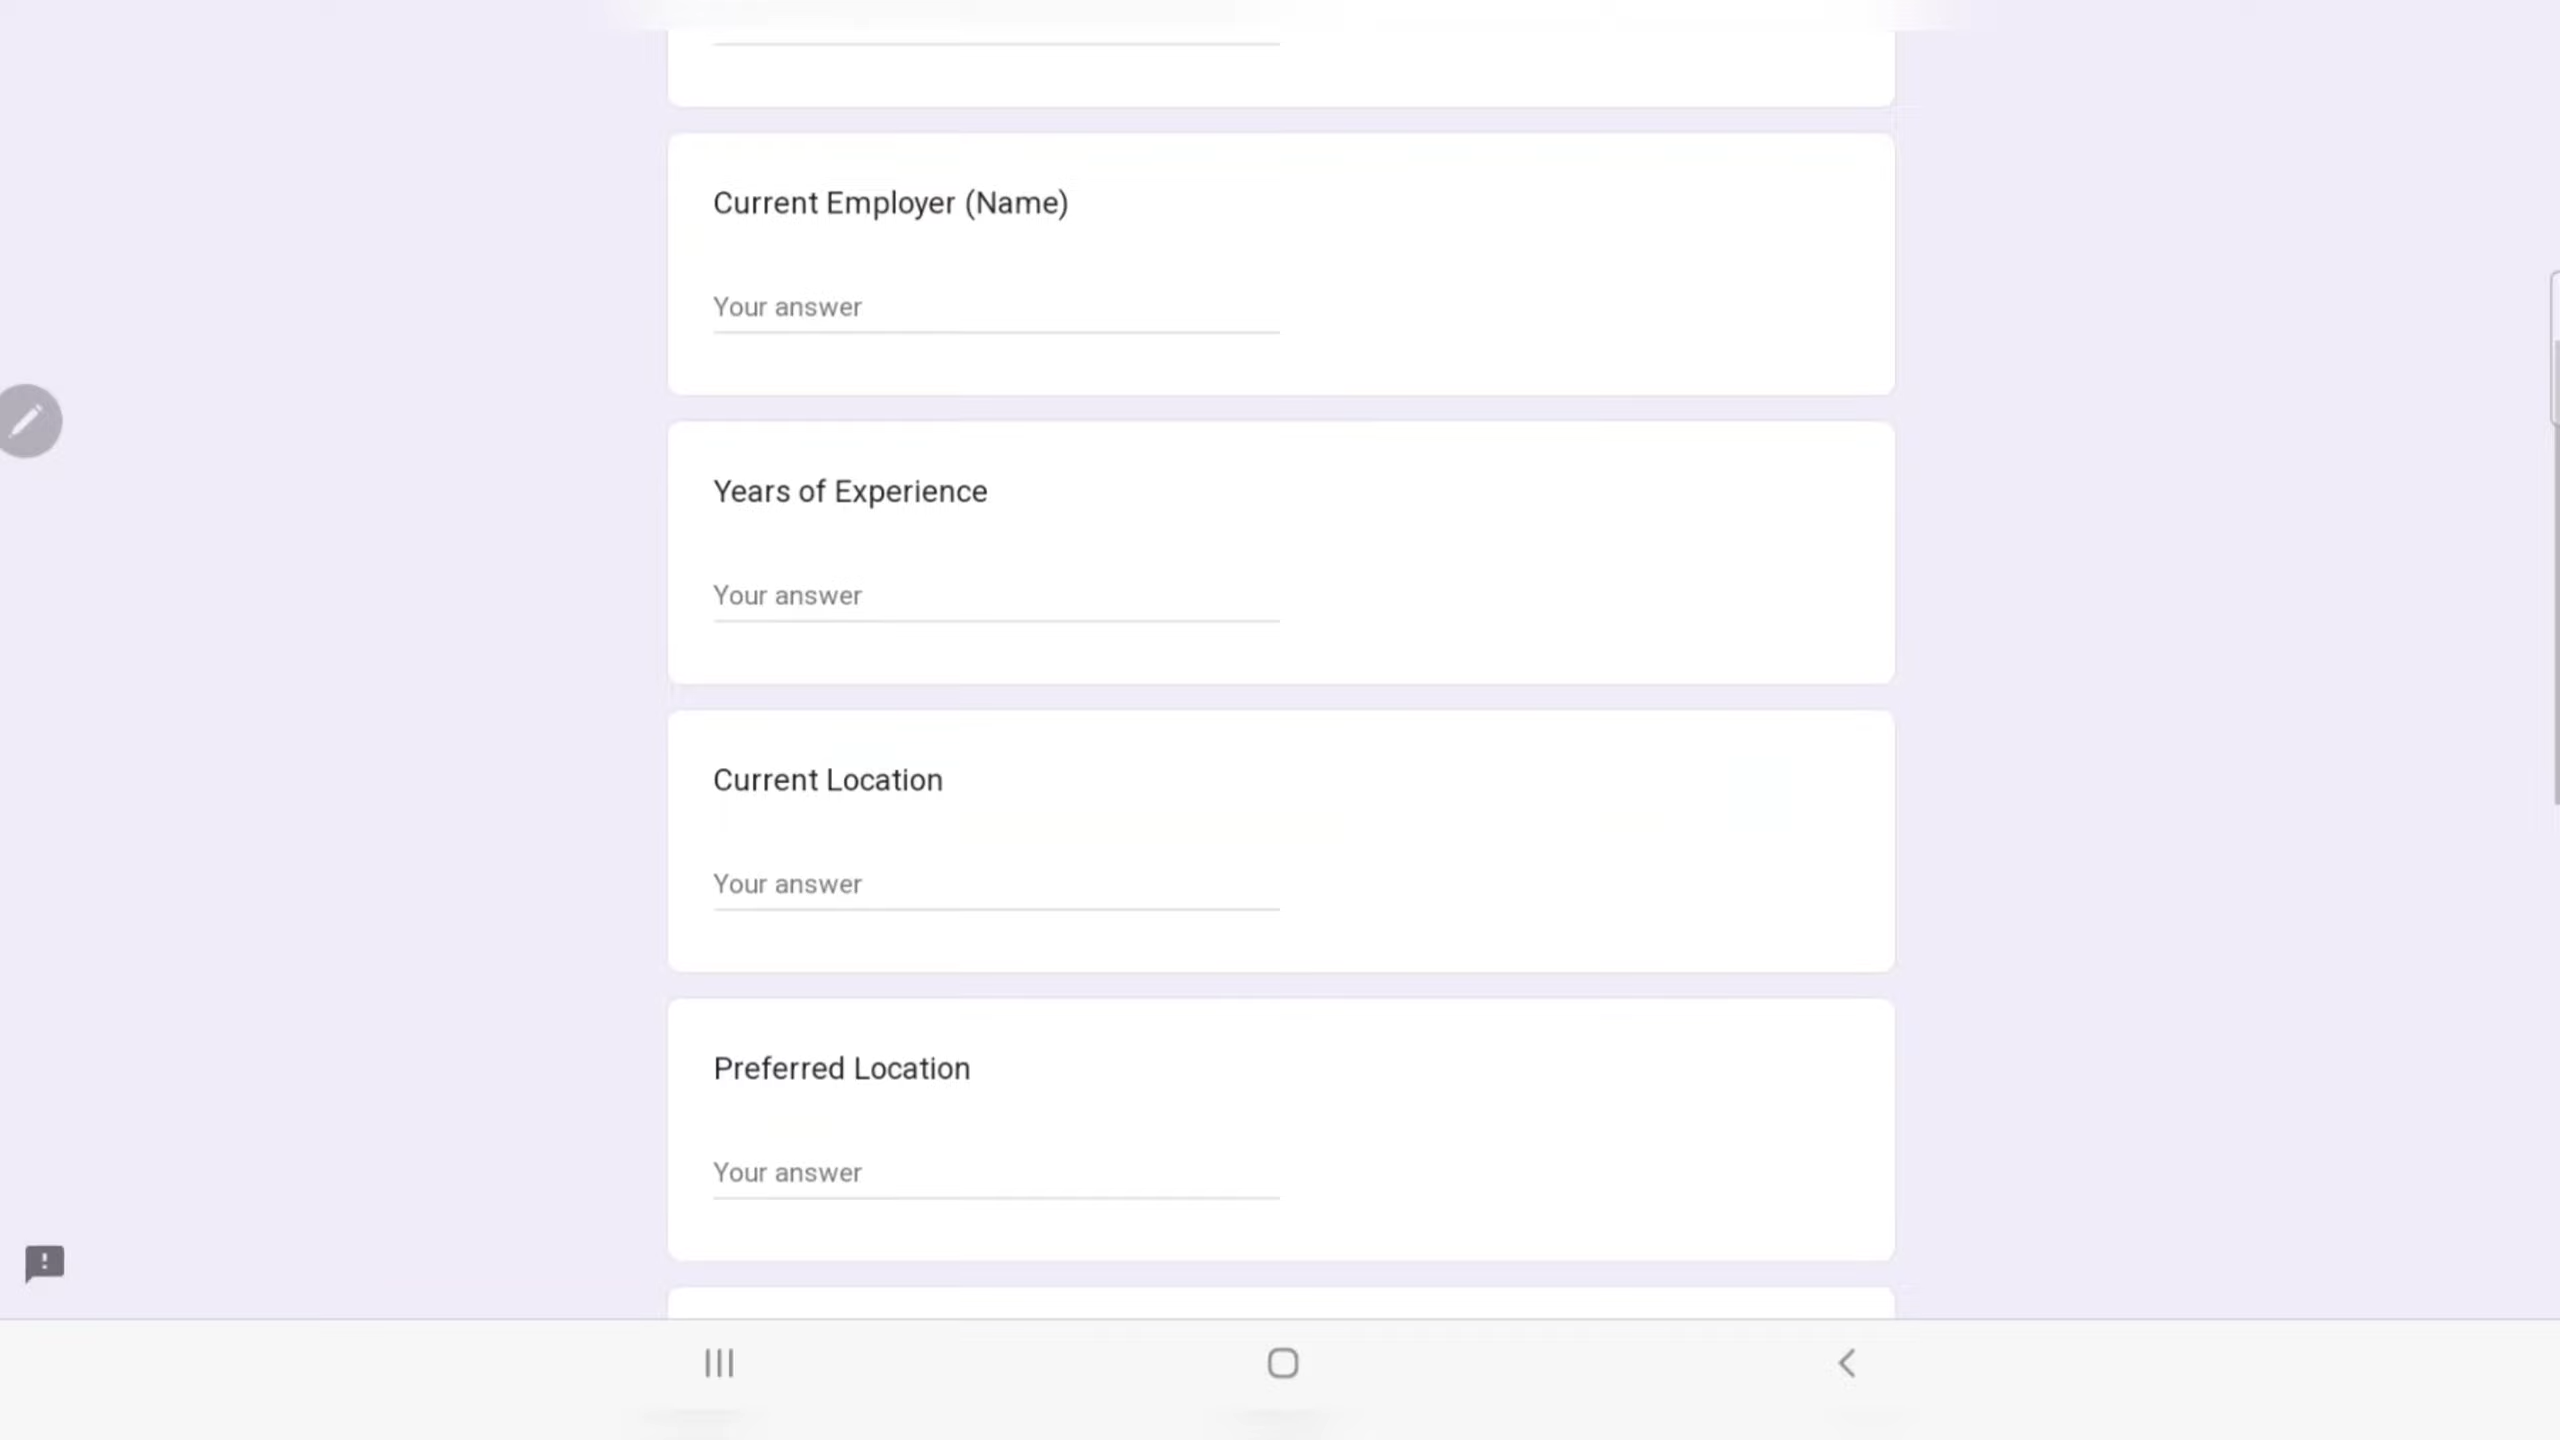 Current Employer (Name)
Your answer
Years of Experience
Your answer
Current Location
Your answer
Preferred Location
Your answer